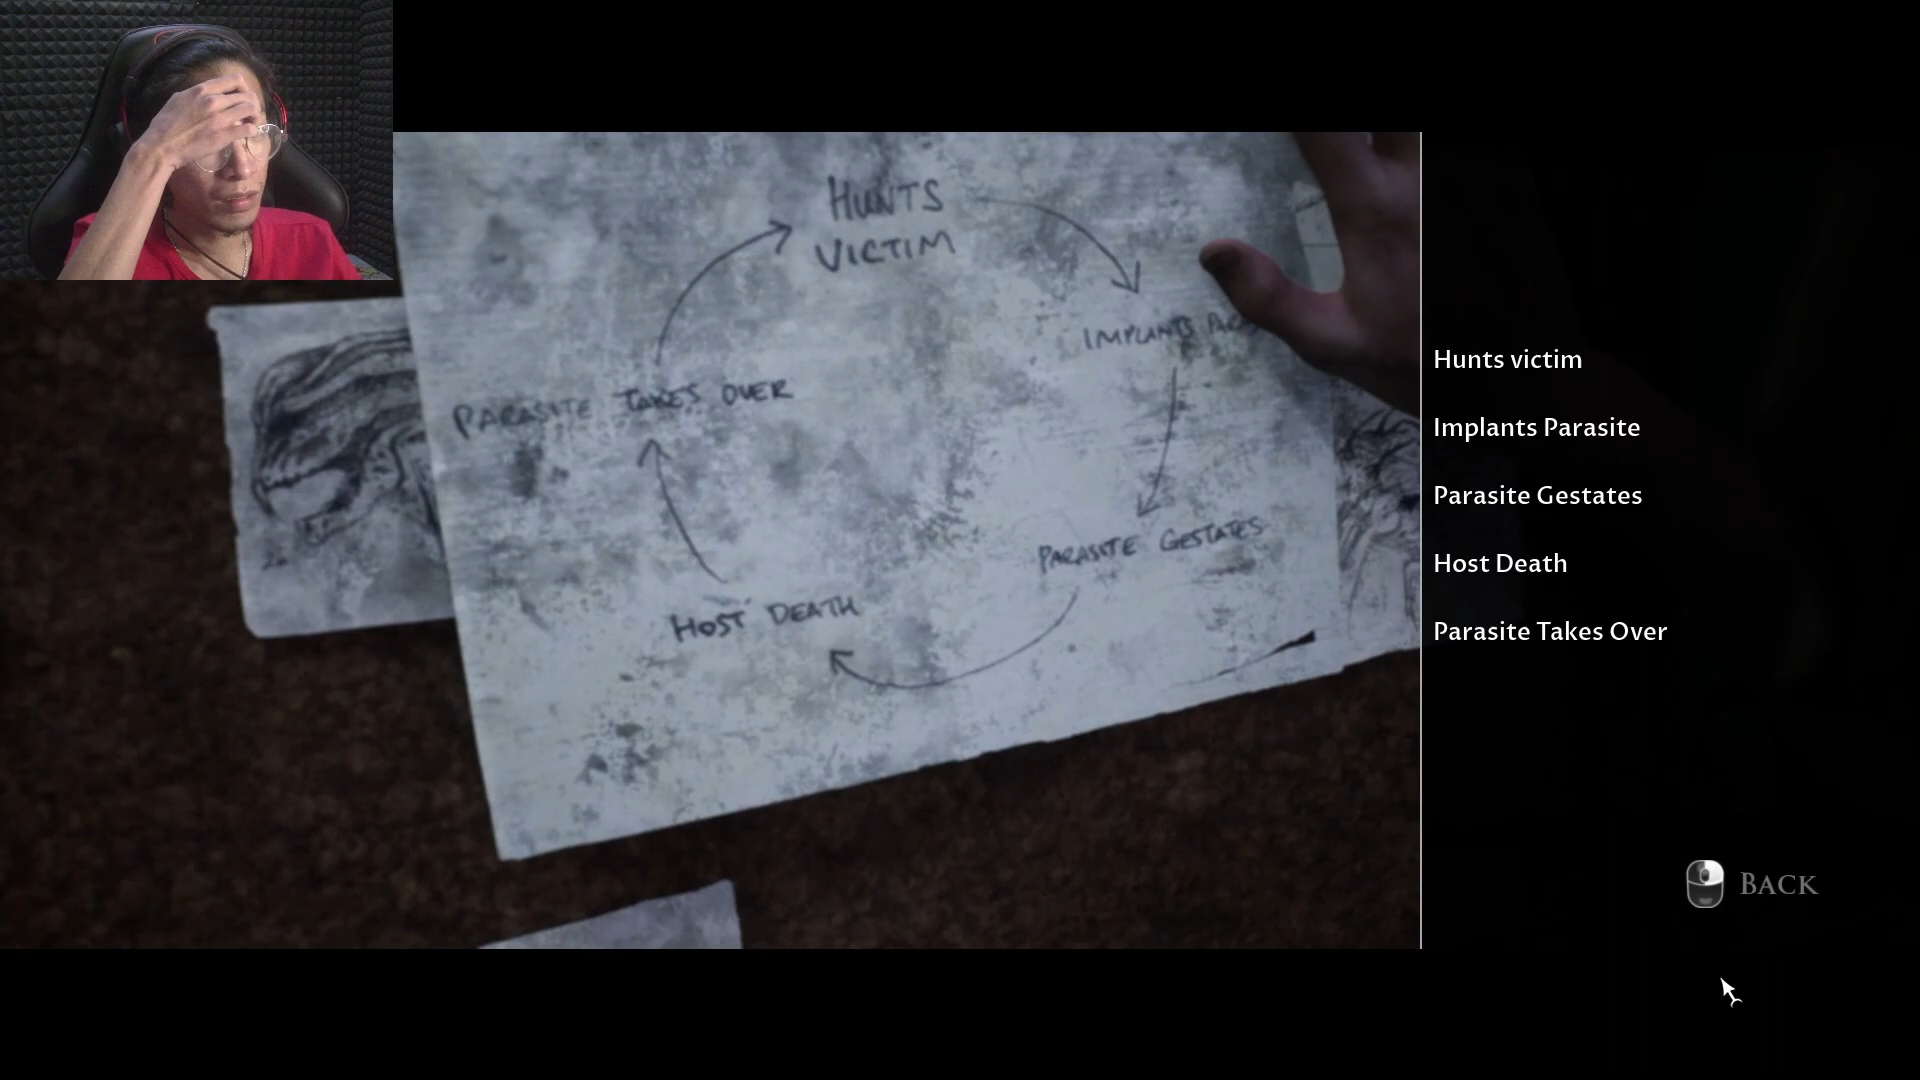 HUNTS
VICTIM
IMPLANTS
PARASITE GESTATES
HOST DEATH
PARASITE TAKES OVER
Hunts victim
Implants Parasite
Parasite Gestates
Host Death
Parasite Takes Over
BACK